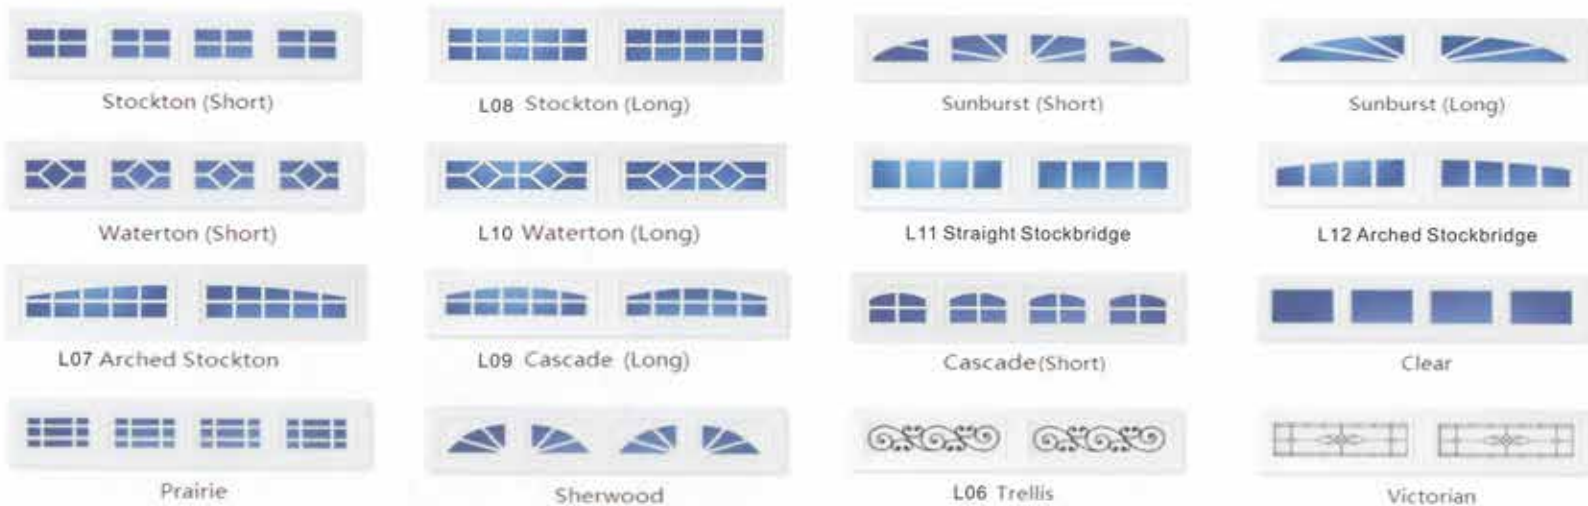 Stockton (Short)
L08 Stockton (Long)
Sunburst (Short)
Sunburst (Long)
Waterton (Short)
L10 Waterton (Long)
L11 Straight Stockbridge
L12 Arched Stockbridge
L07 Arched Stockton
L09 Cascade (Long)
Cascade(Short)
Clear
Prairie
Sherwood
L06 Trellis
Victorian